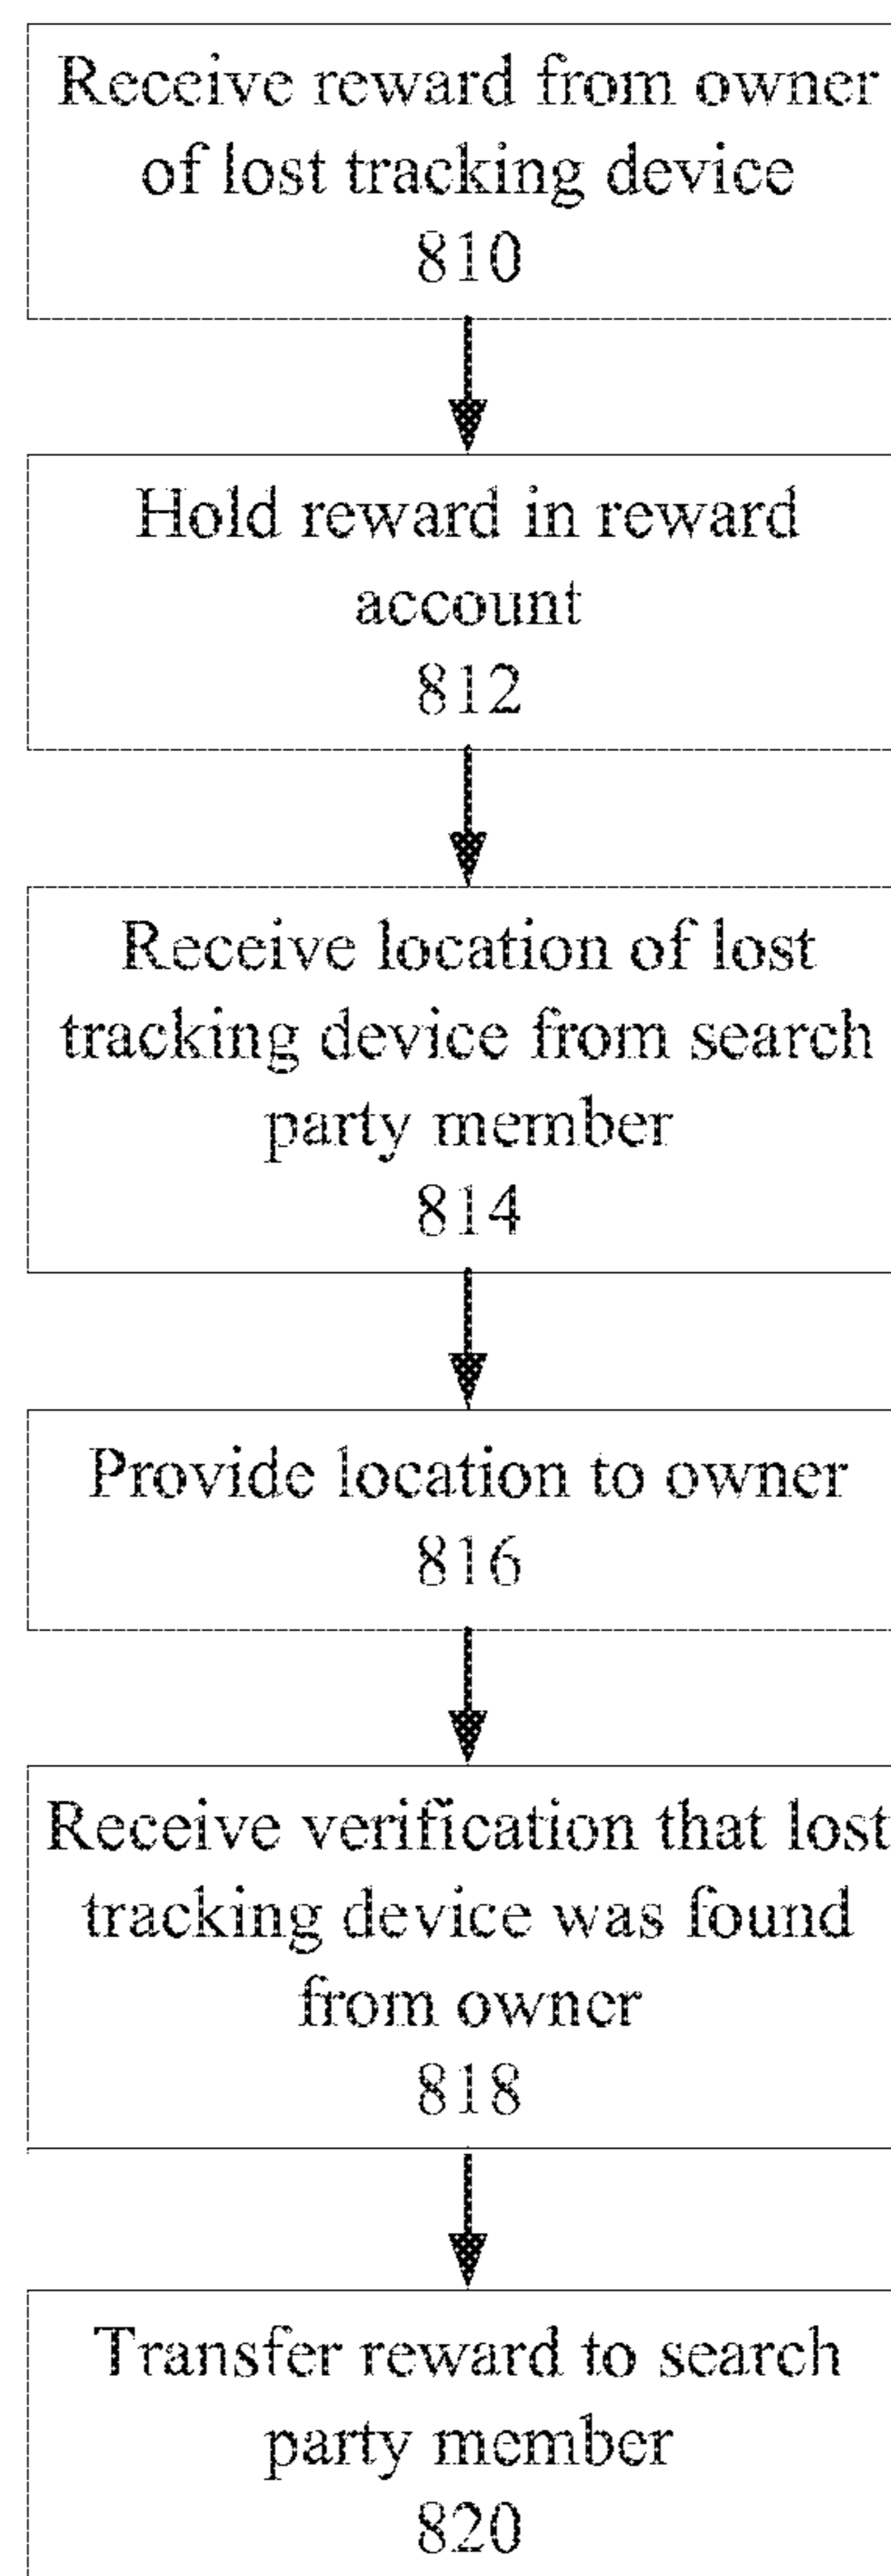 Receive reward from owner
of lost tracking device
810
Hold reward in reward
account
812
Receive location of lost
tracking device from search
party member
814
Provide location to owner
816
Receive verification that lost
tracking device was found
from owner
818
Transfer reward to search
party member
820